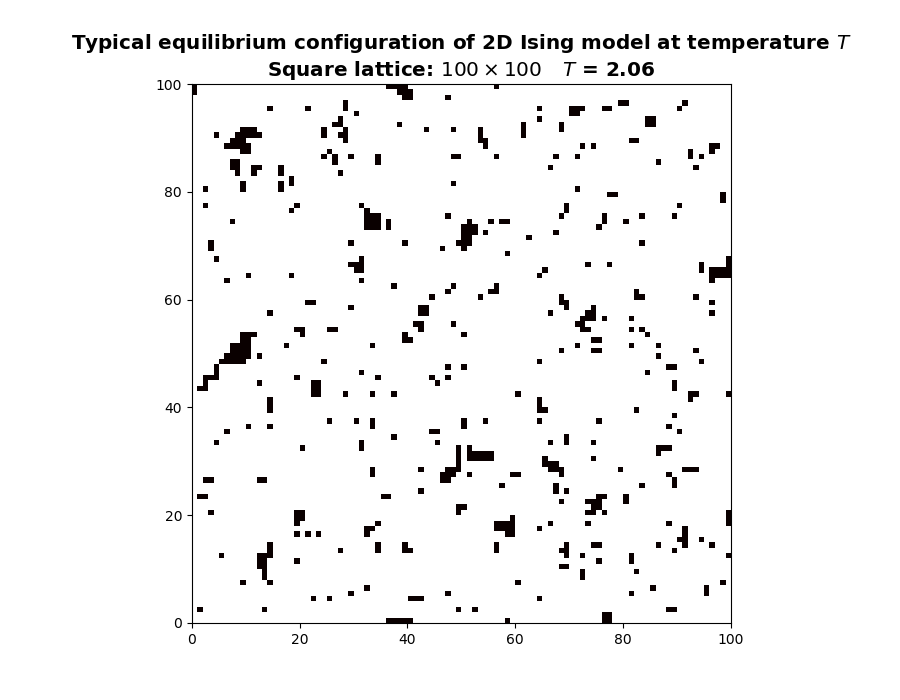 Typical equilibrium configuration of 2D Ising model at temperature T
Square lattice: 100 × 100 T = 2.06
100
80
60
40
20
0
0 20 40 60 80 100